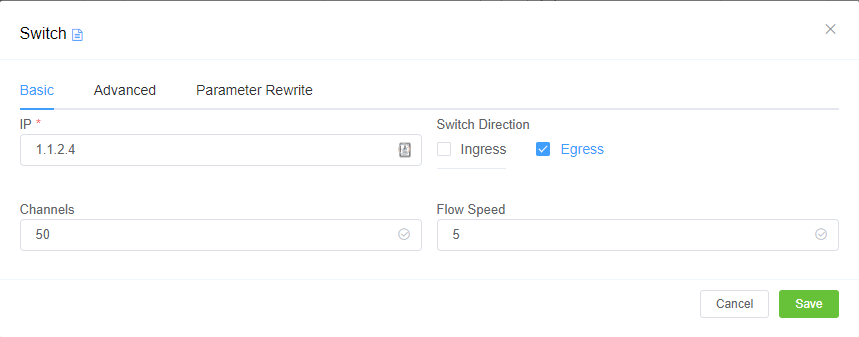 Switch
Basic Advanced Parameter Rewrite
IP * Switch Direction
1.1.2.4 Ingress Egress
Channels Flow Speed
50 5
Cancel Save